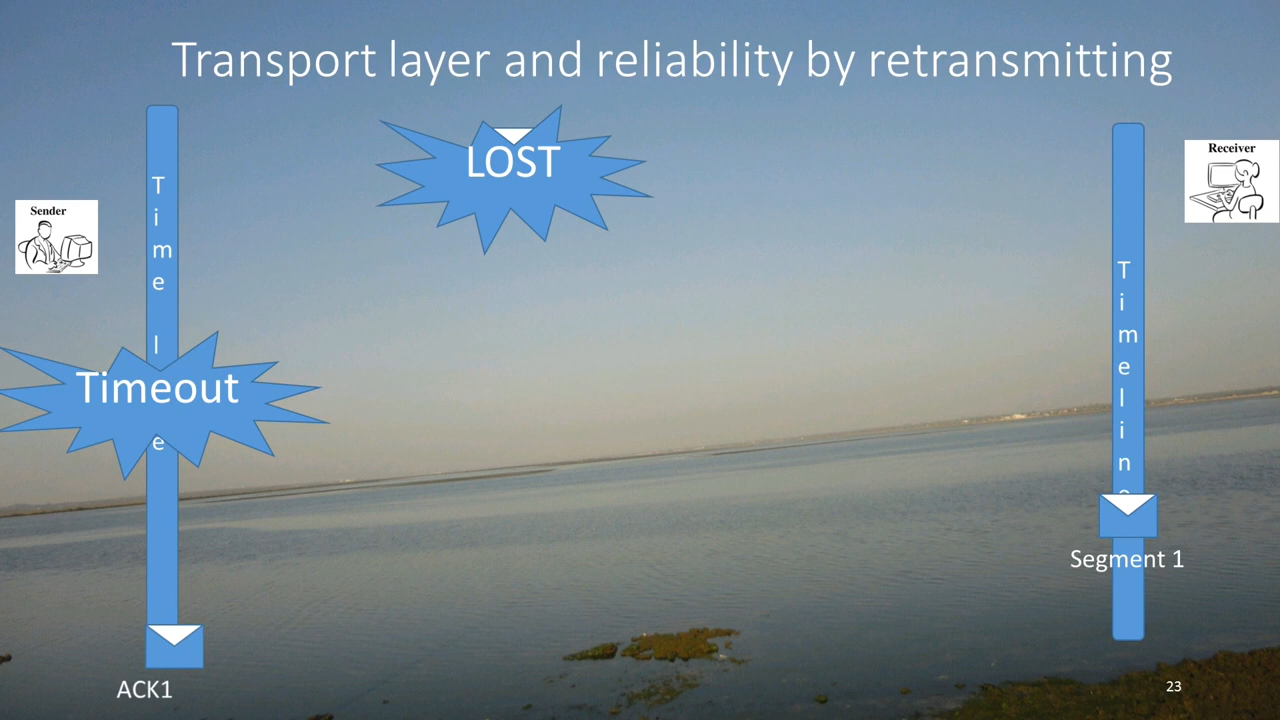 Transport layer and reliability by retransmitting
LOST
Sender
Receiver
T
i
m
e
l
Timeout
e
T
i
m
e
l
i
n
Segment 1
ACK1
23